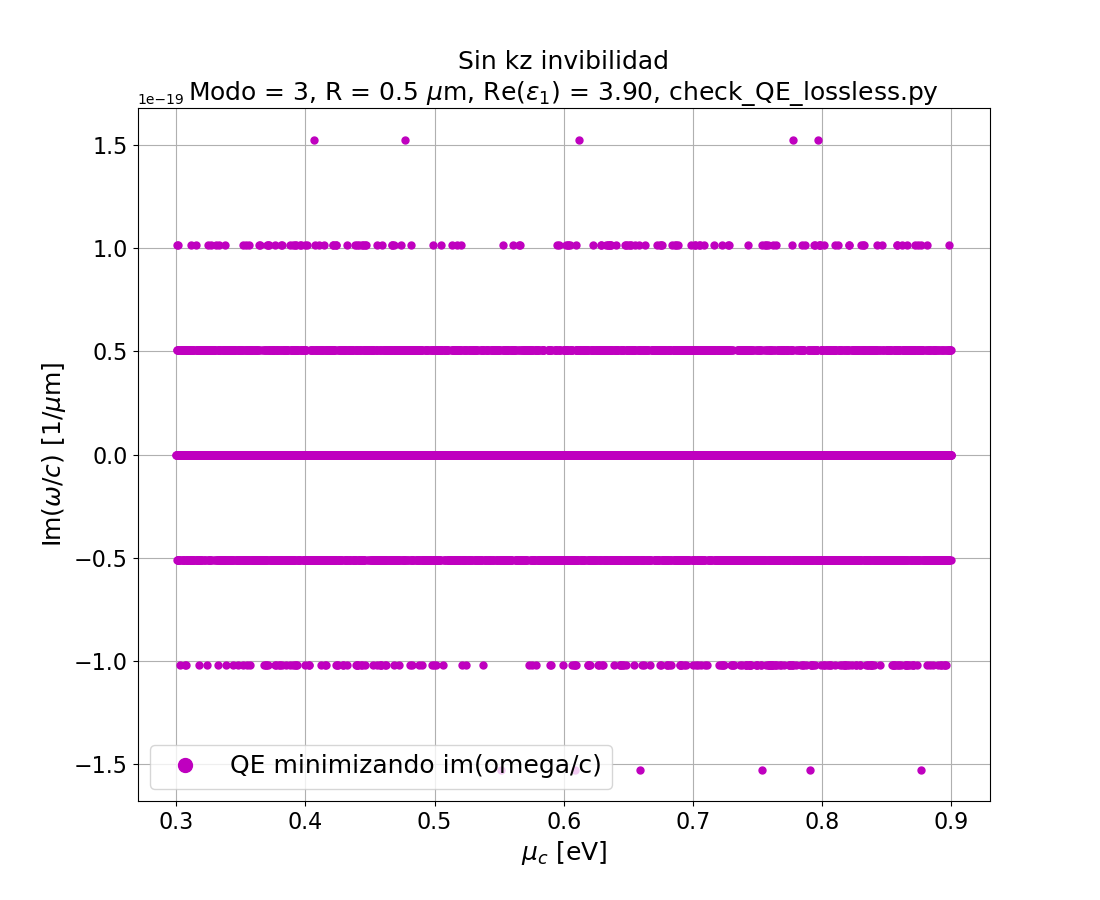 Sin kz invibilidad
Modo = 3, R = 0.5 μm, Re(ε₁) = 3.90, check_QE_lossless.py
1e−19
1.5
1.0
0.5
0.0
−0.5
−1.0
−1.5
Im(ω/c) [1/μm]
QE minimizando im(omega/c)
0.3 0.4 0.5 0.6 0.7 0.8 0.9
μ_c [eV]